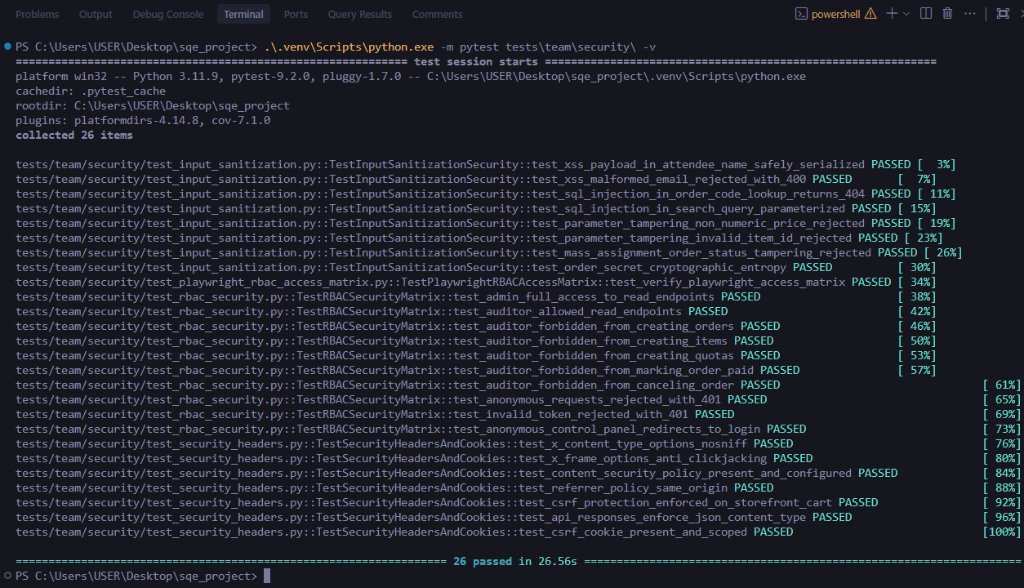 Problems Output Debug Console Terminal Ports Query Results Comments powershell
PS C:\Users\USER\Desktop\sqe_project> .\.venv\Scripts\python.exe -m pytest tests\team\security\ -v
======================================================== test session starts ========================================================
platform win32 -- Python 3.11.9, pytest-9.2.0, pluggy-1.7.0 -- C:\Users\USER\Desktop\sqe_project\.venv\Scripts\python.exe
cachedir: .pytest_cache
rootdir: C:\Users\USER\Desktop\sqe_project
plugins: platformdirs-4.14.8, cov-7.1.0
collected 26 items
tests/team/security/test_input_sanitization.py::TestInputSanitizationSecurity::test_xss_payload_in_attendee_name_safely_serialized PASSED [  3%]
tests/team/security/test_input_sanitization.py::TestInputSanitizationSecurity::test_xss_malformed_email_rejected_with_400 PASSED [  7%]
tests/team/security/test_input_sanitization.py::TestInputSanitizationSecurity::test_sql_injection_in_order_code_lookup_returns_404 PASSED [ 11%]
tests/team/security/test_input_sanitization.py::TestInputSanitizationSecurity::test_sql_injection_in_search_query_parameterized PASSED [ 15%]
tests/team/security/test_input_sanitization.py::TestInputSanitizationSecurity::test_parameter_tampering_non_numeric_price_rejected PASSED [ 19%]
tests/team/security/test_input_sanitization.py::TestInputSanitizationSecurity::test_parameter_tampering_invalid_item_id_rejected PASSED [ 23%]
tests/team/security/test_input_sanitization.py::TestInputSanitizationSecurity::test_mass_assignment_order_status_tampering_rejected PASSED [ 26%]
tests/team/security/test_input_sanitization.py::TestInputSanitizationSecurity::test_order_secret_cryptographic_entropy PASSED [ 30%]
tests/team/security/test_playwright_rbac_access_matrix.py::TestPlaywrightRBACAccessMatrix::test_verify_playwright_access_matrix PASSED [ 34%]
tests/team/security/test_rbac_security.py::TestRBACSecurityMatrix::test_admin_full_access_to_read_endpoints PASSED [ 38%]
tests/team/security/test_rbac_security.py::TestRBACSecurityMatrix::test_auditor_allowed_read_endpoints PASSED [ 42%]
tests/team/security/test_rbac_security.py::TestRBACSecurityMatrix::test_auditor_forbidden_from_creating_orders PASSED [ 46%]
tests/team/security/test_rbac_security.py::TestRBACSecurityMatrix::test_auditor_forbidden_from_creating_items PASSED [ 50%]
tests/team/security/test_rbac_security.py::TestRBACSecurityMatrix::test_auditor_forbidden_from_creating_quotas PASSED [ 53%]
tests/team/security/test_rbac_security.py::TestRBACSecurityMatrix::test_auditor_forbidden_from_marking_order_paid PASSED [ 57%]
tests/team/security/test_rbac_security.py::TestRBACSecurityMatrix::test_auditor_forbidden_from_canceling_order PASSED [ 61%]
tests/team/security/test_rbac_security.py::TestRBACSecurityMatrix::test_anonymous_requests_rejected_with_401 PASSED [ 65%]
tests/team/security/test_rbac_security.py::TestRBACSecurityMatrix::test_invalid_token_rejected_with_401 PASSED [ 69%]
tests/team/security/test_rbac_security.py::TestRBACSecurityMatrix::test_anonymous_control_panel_redirects_to_login PASSED [ 73%]
tests/team/security/test_security_headers.py::TestSecurityHeadersAndCookies::test_x_content_type_options_nosniff PASSED [ 76%]
tests/team/security/test_security_headers.py::TestSecurityHeadersAndCookies::test_x_frame_options_anti_clickjacking PASSED [ 80%]
tests/team/security/test_security_headers.py::TestSecurityHeadersAndCookies::test_content_security_policy_present_and_configured PASSED [ 84%]
tests/team/security/test_security_headers.py::TestSecurityHeadersAndCookies::test_referrer_policy_same_origin PASSED [ 88%]
tests/team/security/test_security_headers.py::TestSecurityHeadersAndCookies::test_csrf_protection_enforced_on_storefront_cart PASSED [ 92%]
tests/team/security/test_security_headers.py::TestSecurityHeadersAndCookies::test_api_responses_enforce_json_content_type PASSED [ 96%]
tests/team/security/test_security_headers.py::TestSecurityHeadersAndCookies::test_csrf_cookie_present_and_scoped PASSED [100%]
============================================================== 26 passed in 26.56s ==============================================================
PS C:\Users\USER\Desktop\sqe_project>